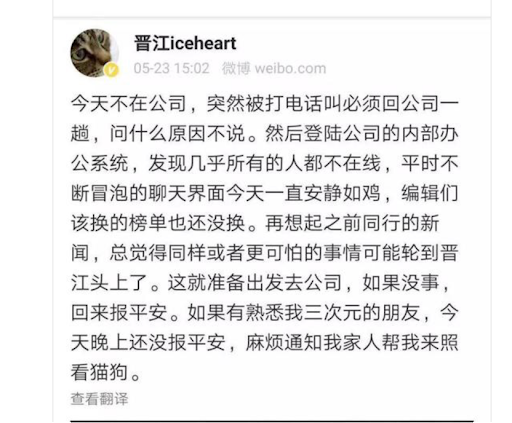 晋江iceheart
05-23 15:02 微博 weibo.com
今天不在公司，突然被打电话叫必须回公司一
趟，问什么原因不说。然后登陆公司的内部办
公系统，发现几乎所有的人都不在线，平时不
断冒泡的聊天界面今天一直安静如鸡，编辑们
该换的榜单也还没换。再想起之前同行的新
闻，总觉得同样或者更可怕的事情可能轮到晋
江头上了。这就准备出发去公司，如果没事，
回来报平安。如果有熟悉我三次元的朋友，今
天晚上还没报平安，麻烦通知我家人帮我来照
看猫狗。
查看翻译